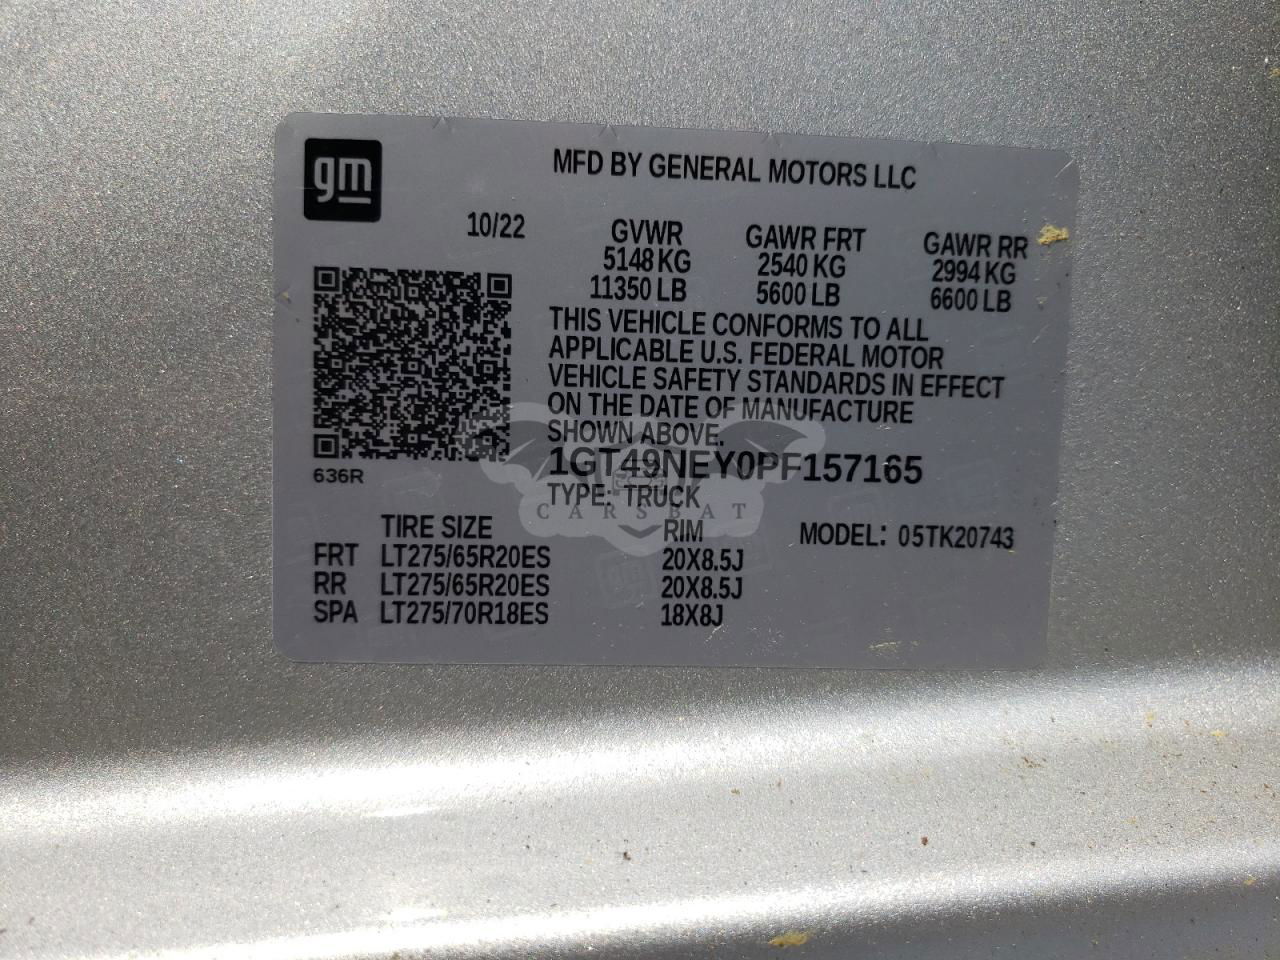 gm
MFD BY GENERAL MOTORS LLC
10/22
GVWR GAWR FRT GAWR RR
5148 KG 2540 KG 2994 KG
11350 LB 5600 LB 6600 LB
THIS VEHICLE CONFORMS TO ALL
APPLICABLE U.S. FEDERAL MOTOR
VEHICLE SAFETY STANDARDS IN EFFECT
ON THE DATE OF MANUFACTURE
SHOWN ABOVE.
636R
1GT49NEY0PF157165
TYPE: TRUCK
CARSBAT
TIRE SIZE RIM MODEL: 05TK20743
FRT LT275/65R20ES 20X8.5J
RR LT275/65R20ES 20X8.5J
SPA LT275/70R18ES 18X8J